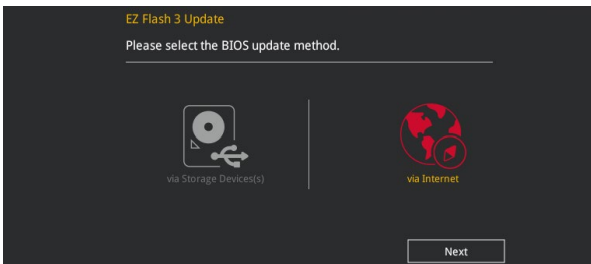 EZ Flash 3 Update
Please select the BIOS update method.
via Storage Devices(s)
via Internet
Next